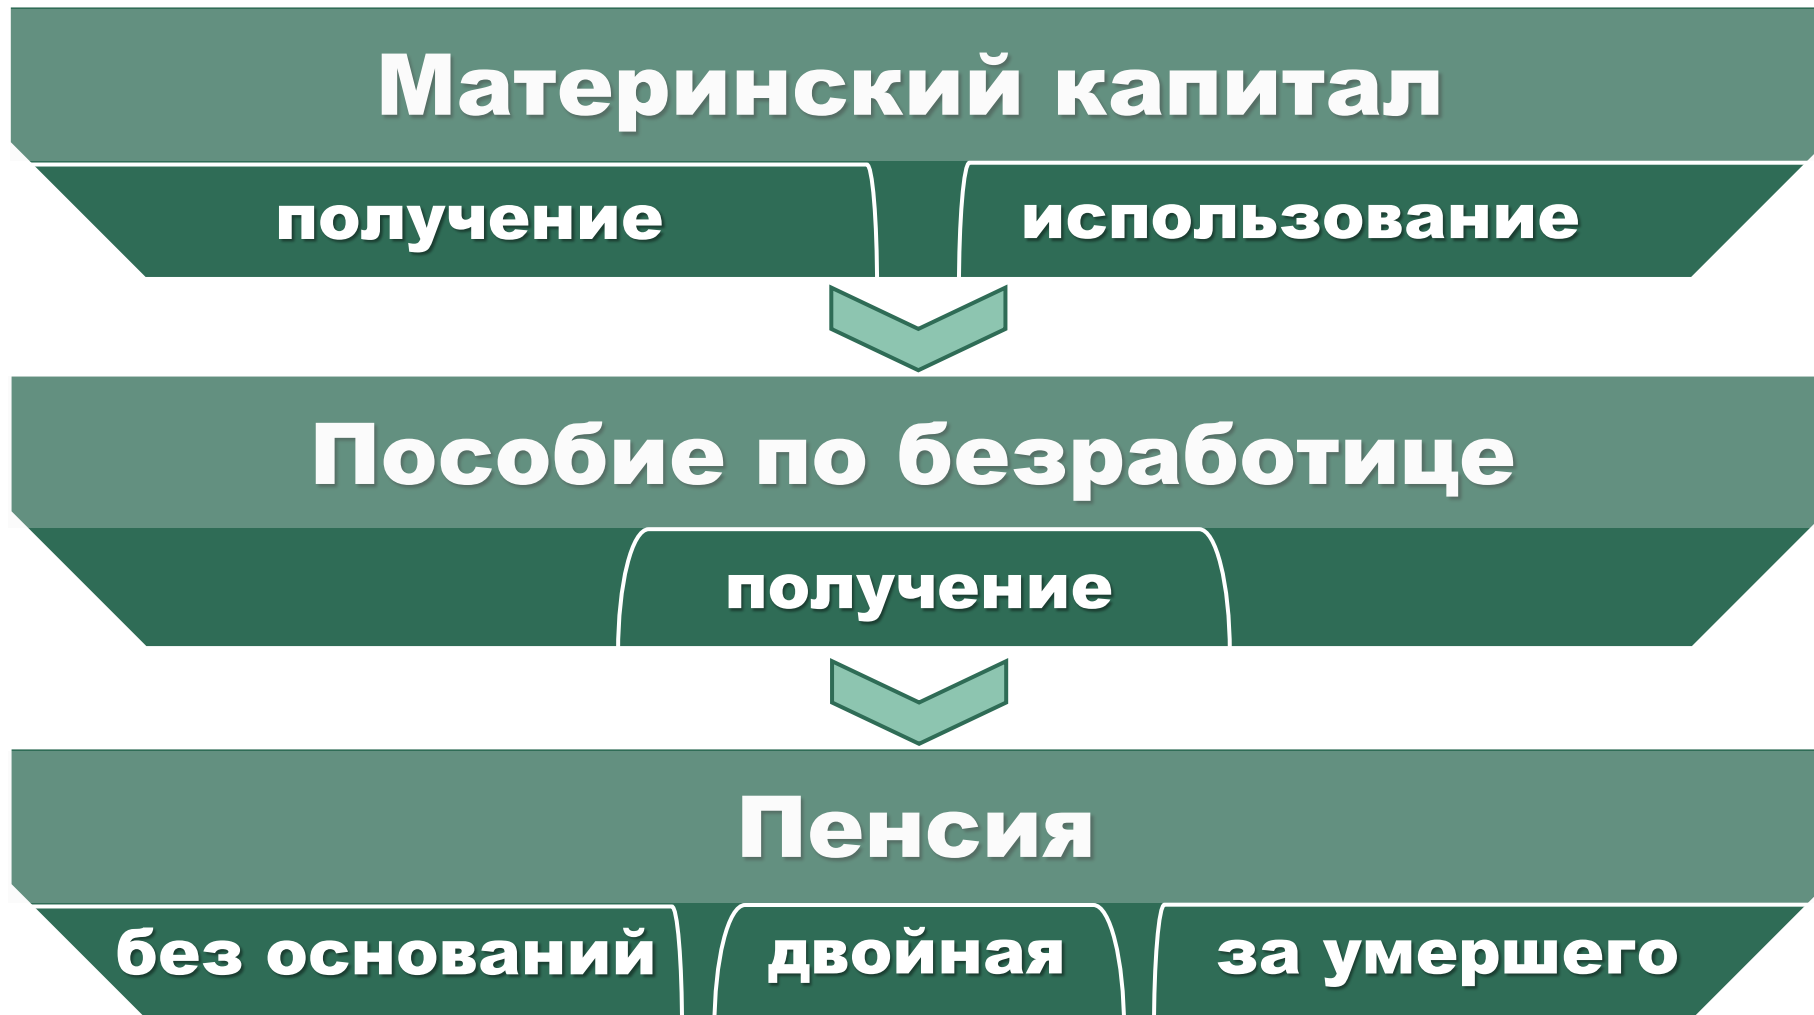 Материнский капитал
получение использование
Пособие по безработице
получение
Пенсия
без оснований двойная за умершего